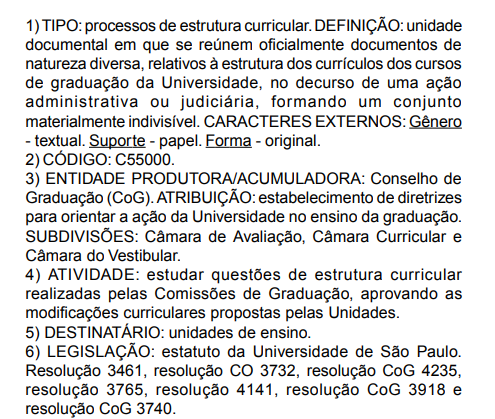 1) TIPO: processos de estrutura curricular. DEFINIÇÃO: unidade
documental em que se reúnem oficialmente documentos de
natureza diversa, relativos à estrutura dos currículos dos cursos
de graduação da Universidade, no decurso de uma ação
administrativa ou judiciária, formando um conjunto
materialmente indivisível. CARACTERES EXTERNOS: Gênero
- textual. Suporte - papel. Forma - original.
2) CÓDIGO: C55000.
3) ENTIDADE PRODUTORA/ACUMULADORA: Conselho de
Graduação (CoG). ATRIBUIÇÃO: estabelecimento de diretrizes
para orientar a ação da Universidade no ensino da graduação.
SUBDIVISÕES: Câmara de Avaliação, Câmara Curricular e
Câmara do Vestibular.
4) ATIVIDADE: estudar questões de estrutura curricular
realizadas pelas Comissões de Graduação, aprovando as
modificações curriculares propostas pelas Unidades.
5) DESTINATÁRIO: unidades de ensino.
6) LEGISLAÇÃO: estatuto da Universidade de São Paulo.
Resolução 3461, resolução CO 3732, resolução CoG 4235,
resolução 3765, resolução 4141, resolução CoG 3918 e
resolução CoG 3740.